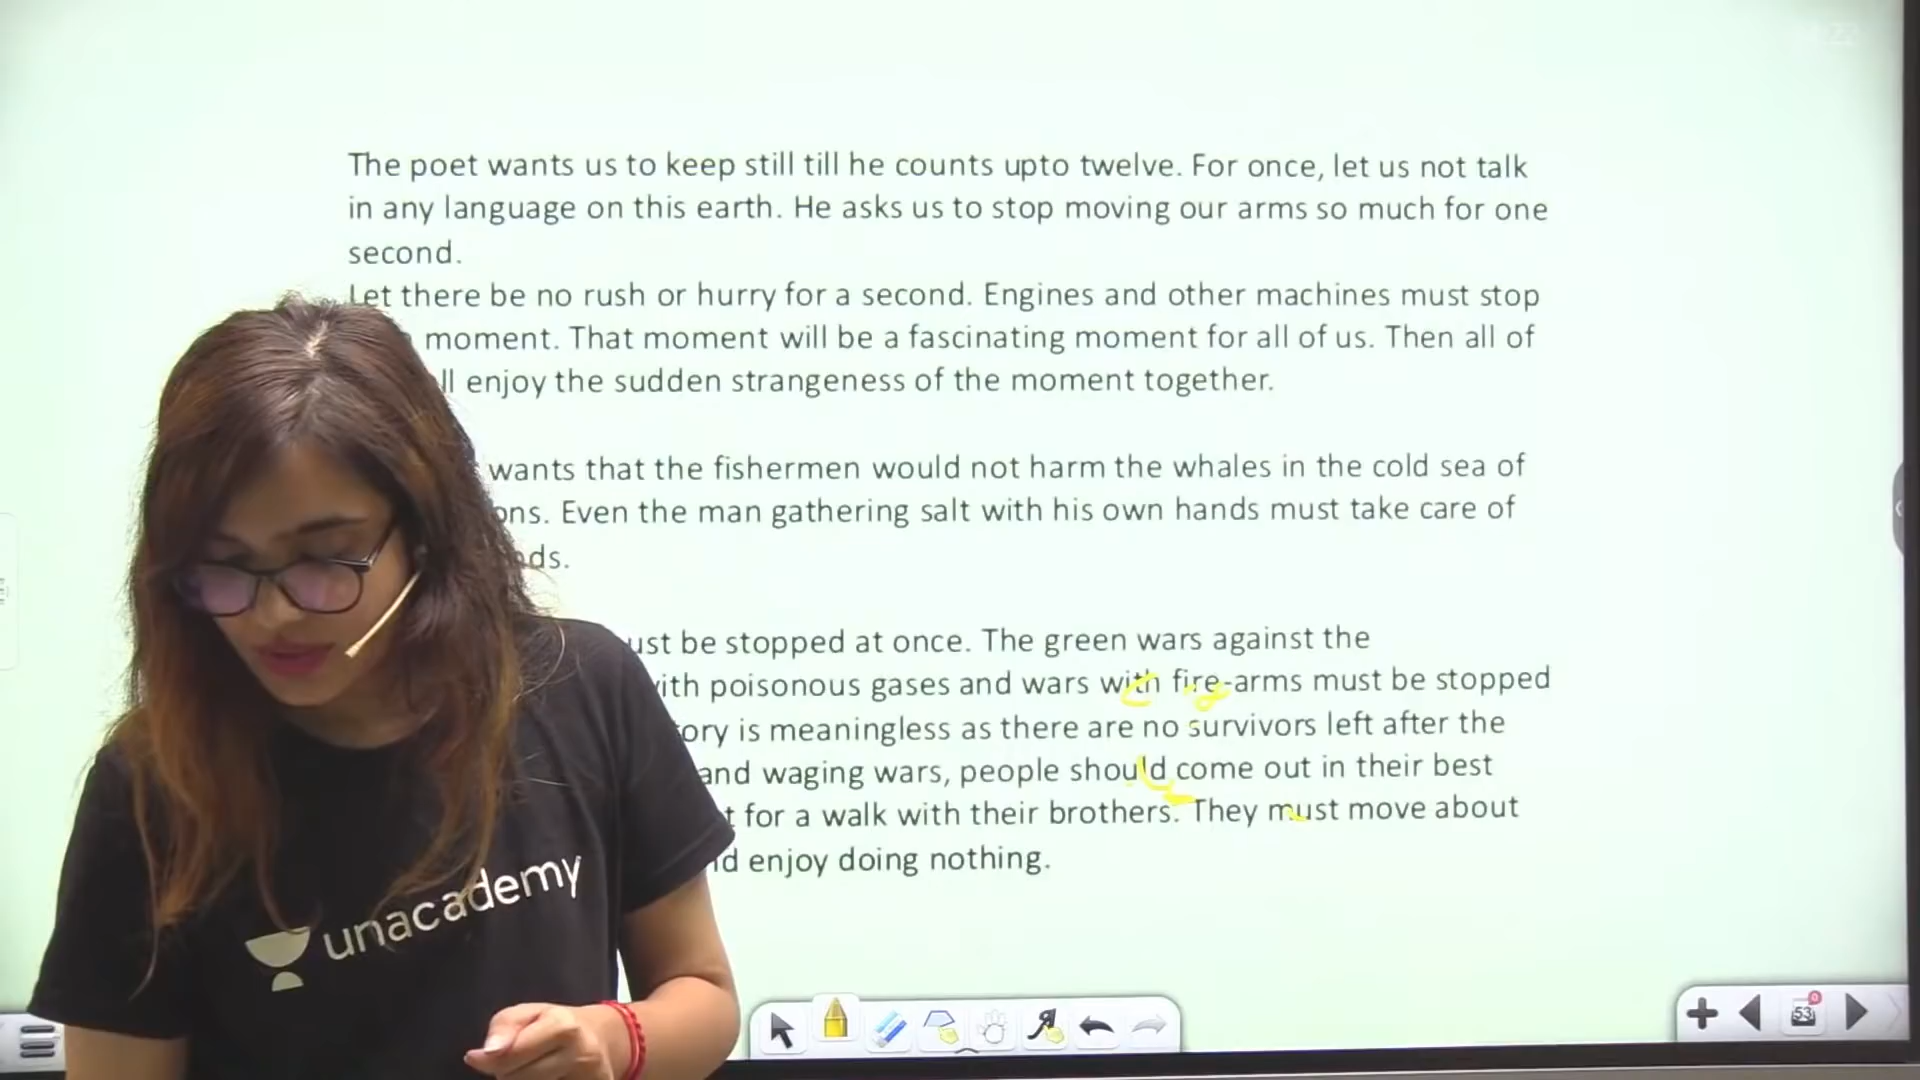 The poet wants us to keep still till he counts upto twelve. For once, let us not talk
in any language on this earth. He asks us to stop moving our arms so much for one
second.
Let there be no rush or hurry for a second. Engines and other machines must stop
moment. That moment will be a fascinating moment for all of us. Then all of
enjoy the sudden strangeness of the moment together.
wants that the fishermen would not harm the whales in the cold sea of
Even the man gathering salt with his own hands must take care of
be stopped at once. The green wars against the
poisonous gases and wars with fire-arms must be stopped
is meaningless as there are no survivors left after the
and waging wars, people should come out in their best
for a walk with their brothers. They must move about
enjoy doing nothing.
unacademy
53
0